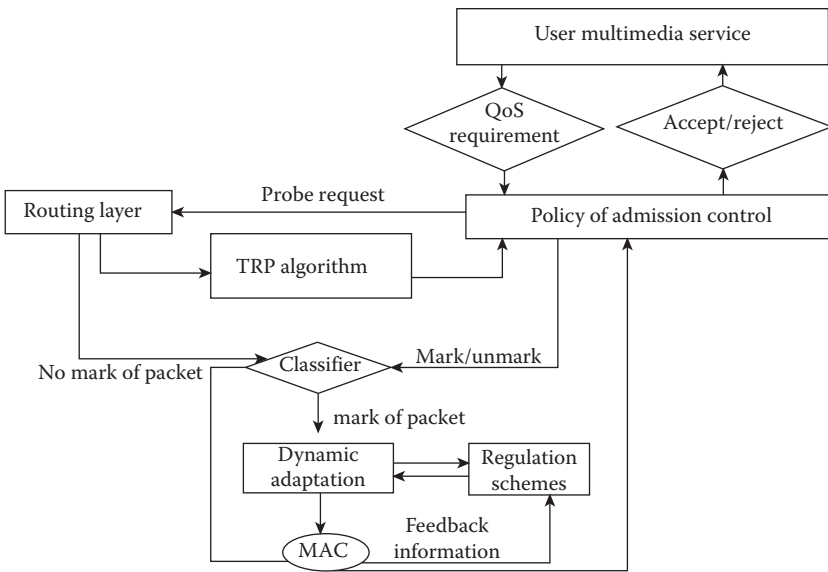 User multimedia service
QoS
requirement
Accept/reject
Probe request
Routing layer
Policy of admission control
TRP algorithm
Mark/unmark
Classifier
No mark of packet
mark of packet
Dynamic
adaptation
Regulation
schemes
Feedback
information
MAC